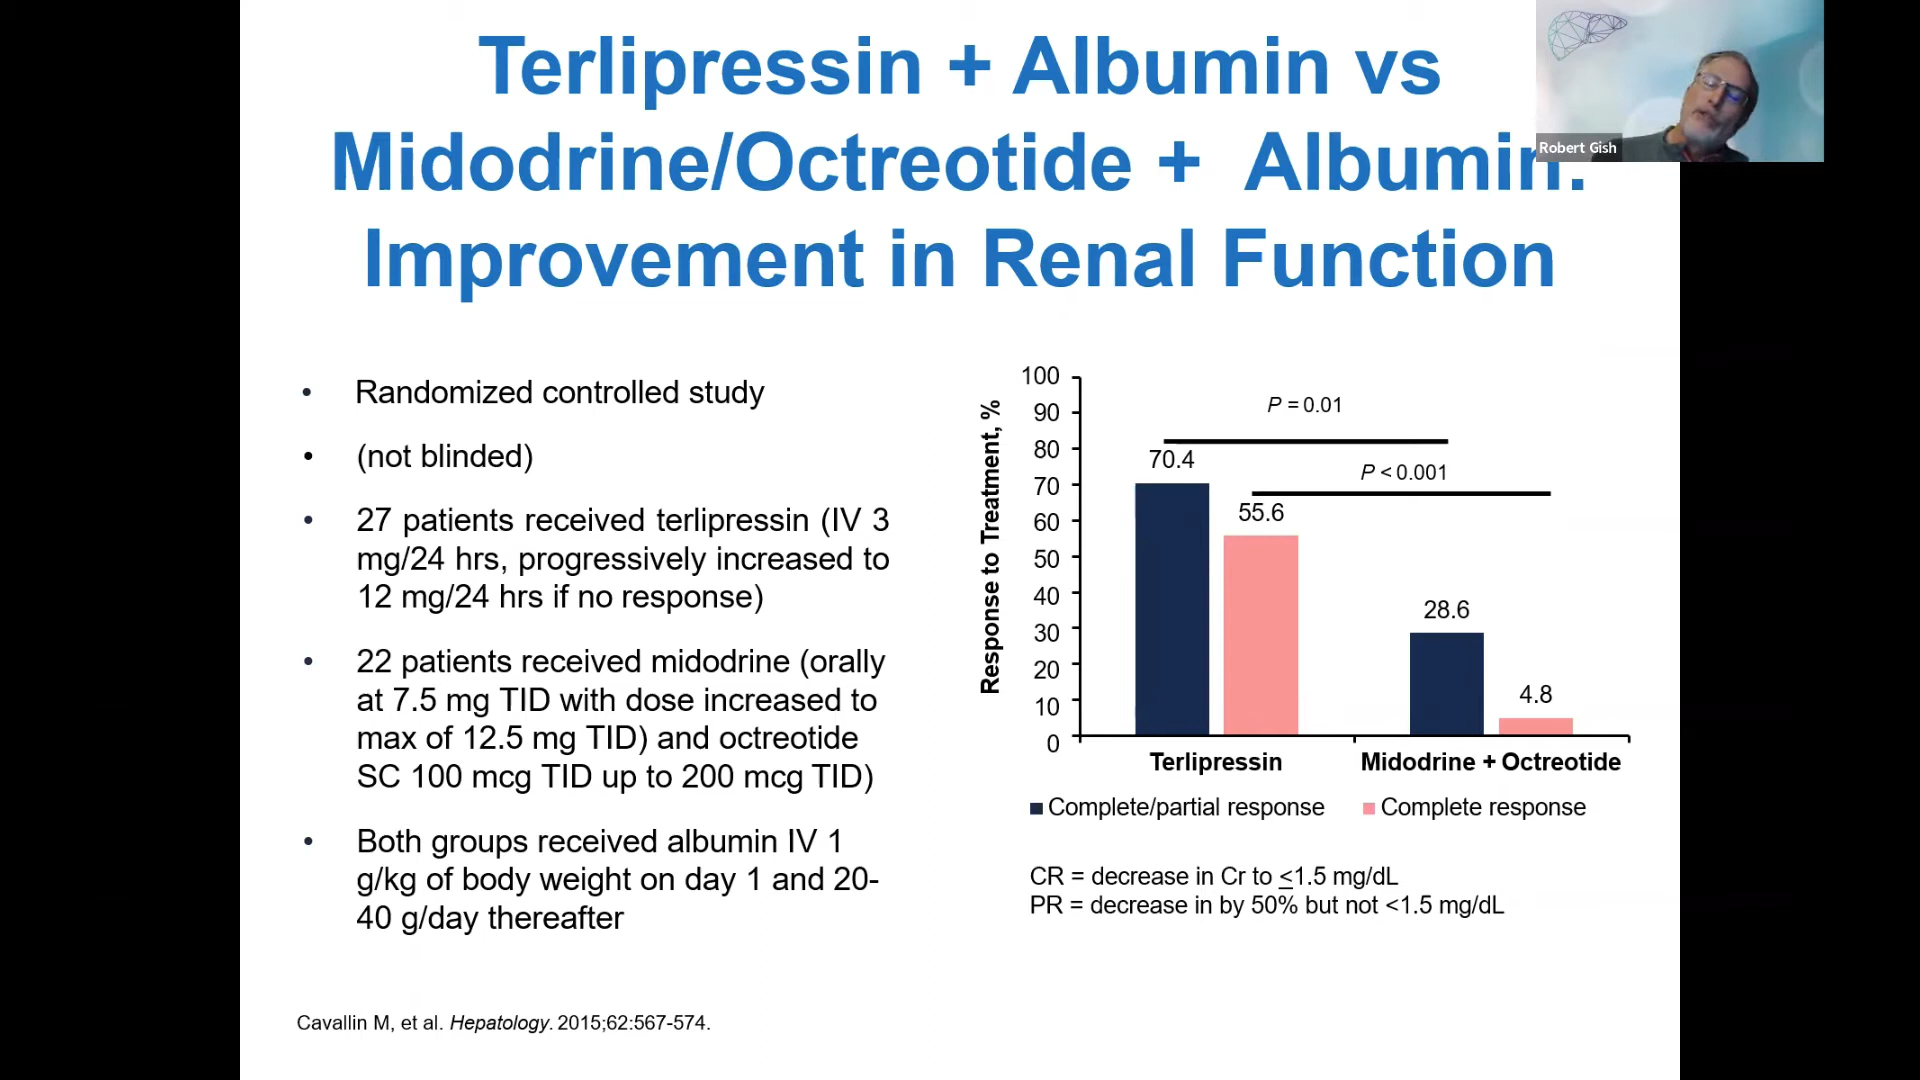 Terlipressin + Albumin vs
Midodrine/Octreotide + Albumin:
Improvement in Renal Function
Robert Gish
• Randomized controlled study
• (not blinded)
• 27 patients received terlipressin (IV 3
mg/24 hrs, progressively increased to
12 mg/24 hrs if no response)
• 22 patients received midodrine (orally
at 7.5 mg TID with dose increased to
max of 12.5 mg TID) and octreotide
SC 100 mcg TID up to 200 mcg TID)
• Both groups received albumin IV 1
g/kg of body weight on day 1 and 20-
40 g/day thereafter
Response to Treatment, %
100
90
80
70
60
50
40
30
20
10
0
P = 0.01
P < 0.001
70.4
55.6
28.6
4.8
Terlipressin
Midodrine + Octreotide
Complete/partial response
Complete response
CR = decrease in Cr to ≤1.5 mg/dL
PR = decrease in by 50% but not <1.5 mg/dL
Cavallin M, et al. Hepatology. 2015;62:567-574.